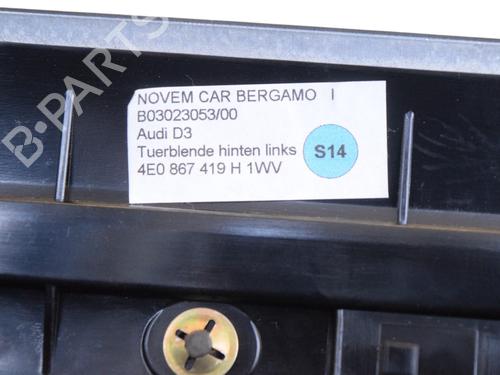 NOVEM CAR BERGAMO I
B03023053/00
Audi D3
Tuerblende hinten links
4E0 867 419 H 1WV
S14
B-PARTS